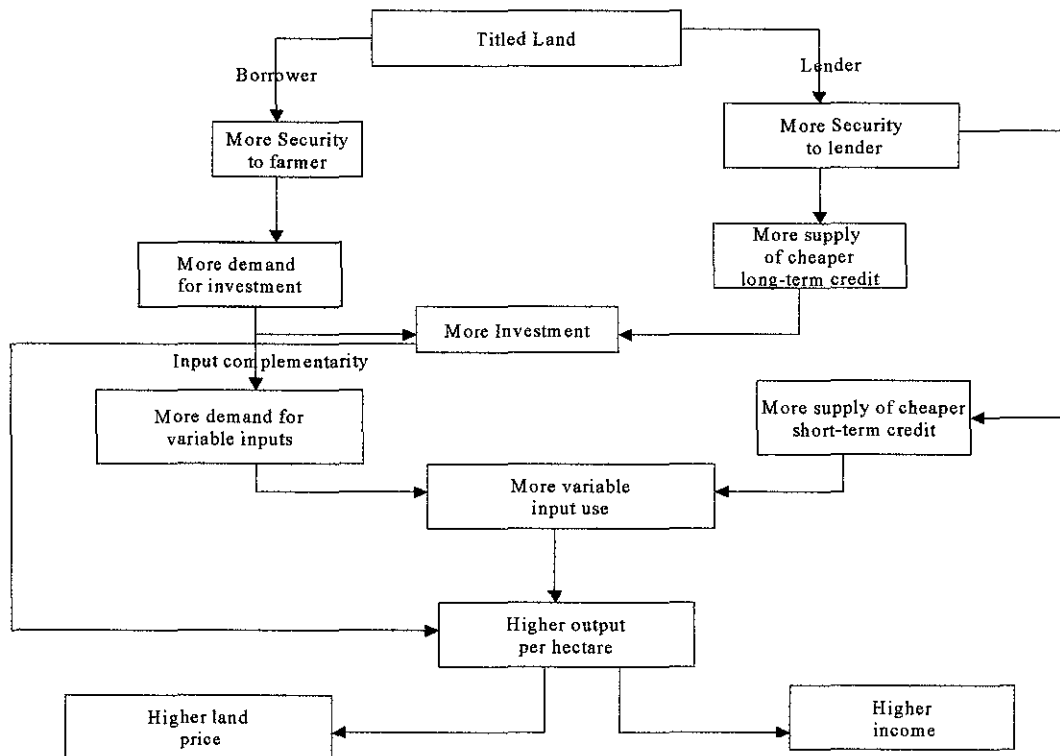 Titled Land
Borrower
Lender
More Security
to farmer
More Security
to lender
More demand
for investment
More supply
of cheaper
long-term credit
More Investment
Input complementarity
More demand for
variable inputs
More supply of cheaper
short-term credit
More variable
input use
Higher output
per hectare
Higher land
price
Higher
income